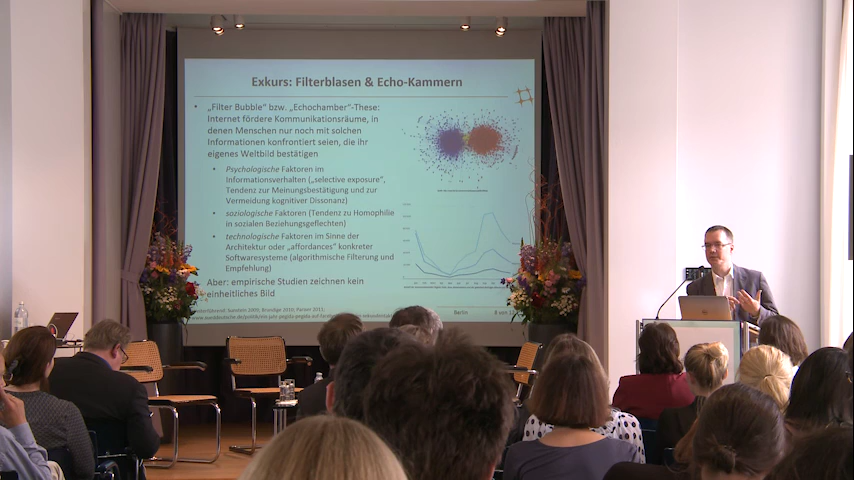 Exkurs: Filterblasen & Echo-Kammern
• „Filter Bubble“ bzw. „Echochamber“-These:
Internet fördere Kommunikationsräume, in
denen Menschen nur noch mit solchen
Informationen konfrontiert seien, die ihr
eigenes Weltbild bestätigen
• Psychologische Faktoren im
Informationsverhalten („selective exposure“,
Tendenz zur Meinungsbestätigung und zur
Vermeidung kognitiver Dissonanz)
• soziologische Faktoren (Tendenz zu Homophilie
in sozialen Beziehungsgeflechten)
• technologische Faktoren im Sinne der
Architektur oder „affordances“ konkreter
Softwaresysteme (algorithmische Filterung und
Empfehlung)
• Aber: empirische Studien zeichnen kein
einheitliches Bild
Berlin
8 von